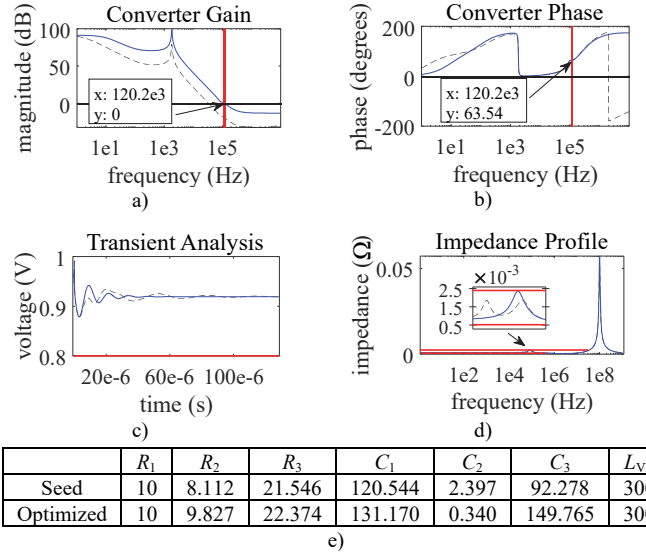 Converter Gain
magnitude (dB)
100
50
0
x: 120.2e3
y: 0
1e1
1e3
1e5
frequency (Hz)
a)
Converter Phase
phase (degrees)
200
0
-200
x: 120.2e3
y: 63.54
1e1
1e3
1e5
frequency (Hz)
b)
Transient Analysis
voltage (V)
1
0.9
0.8
20e-6
60e-6
100e-6
time (s)
c)
Impedance Profile
impedance (Ω)
0.05
0
×10⁻³
2.5
1.5
0.5
1e2
1e4
1e6
1e8
frequency (Hz)
d)
R₁ R₂ R₃ C₁ C₂ C₃
Seed 10 8.112 21.546 120.544 2.397 92.278
Optimized 10 9.827 22.374 131.170 0.340 149.765
e)